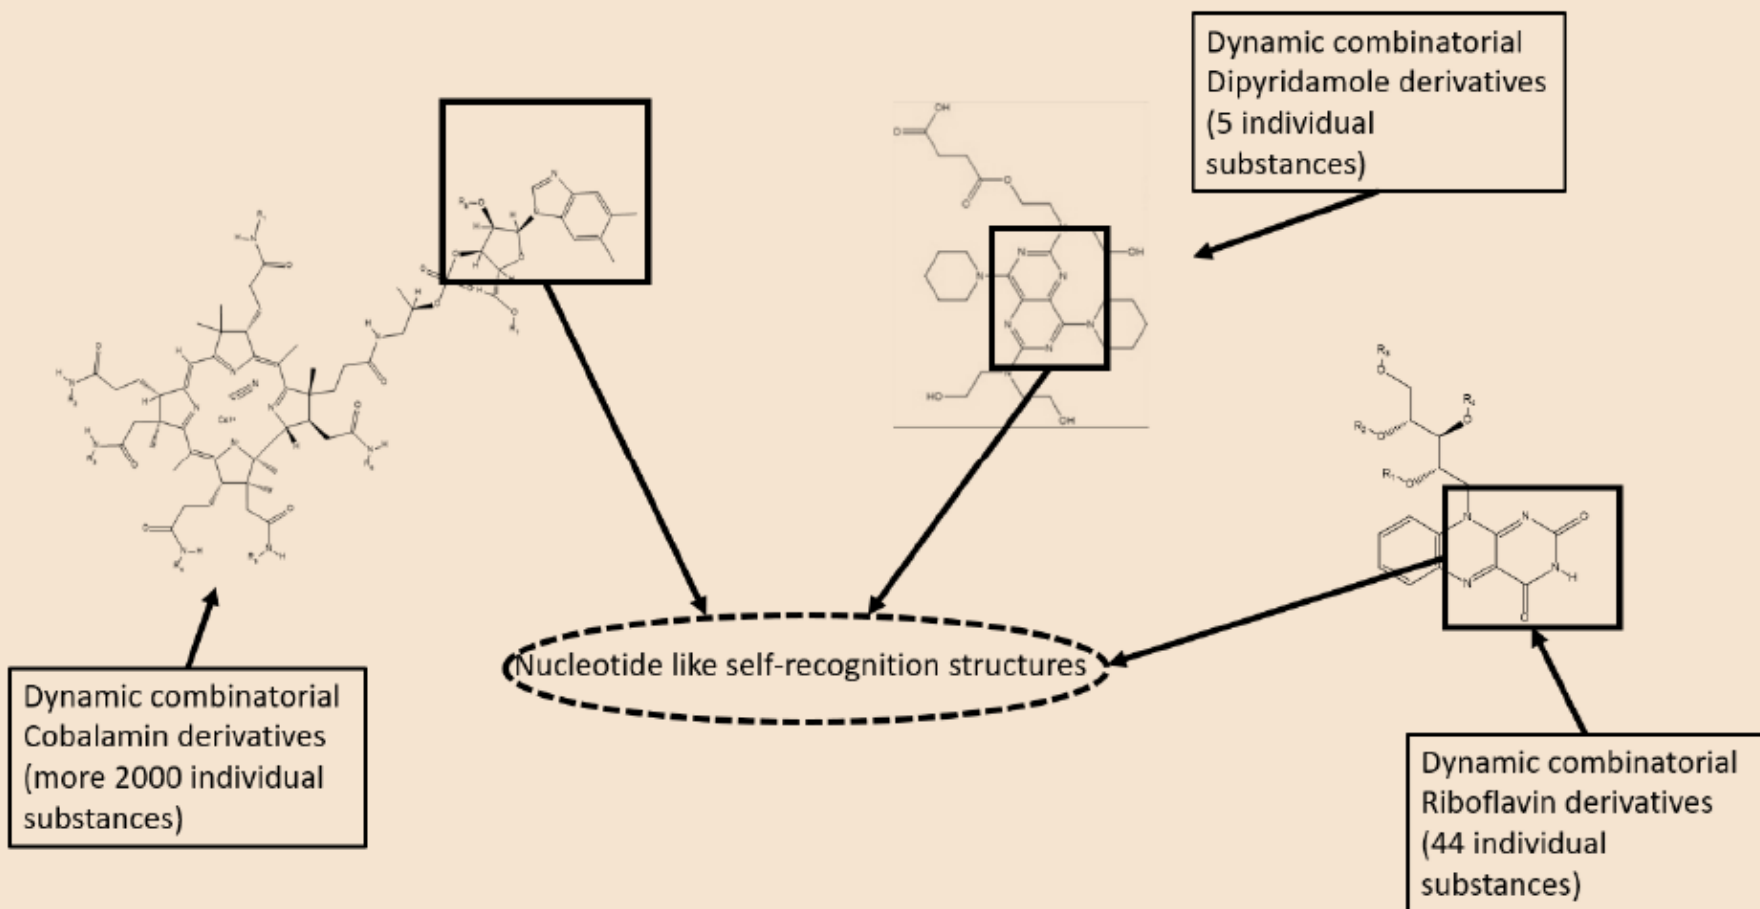 Dynamic combinatorial
Dipyridamole derivatives
(5 individual
substances)
Nucleotide like self-recognition structures
Dynamic combinatorial
Cobalamin derivatives
(more 2000 individual
substances)
Dynamic combinatorial
Riboflavin derivatives
(44 individual
substances)